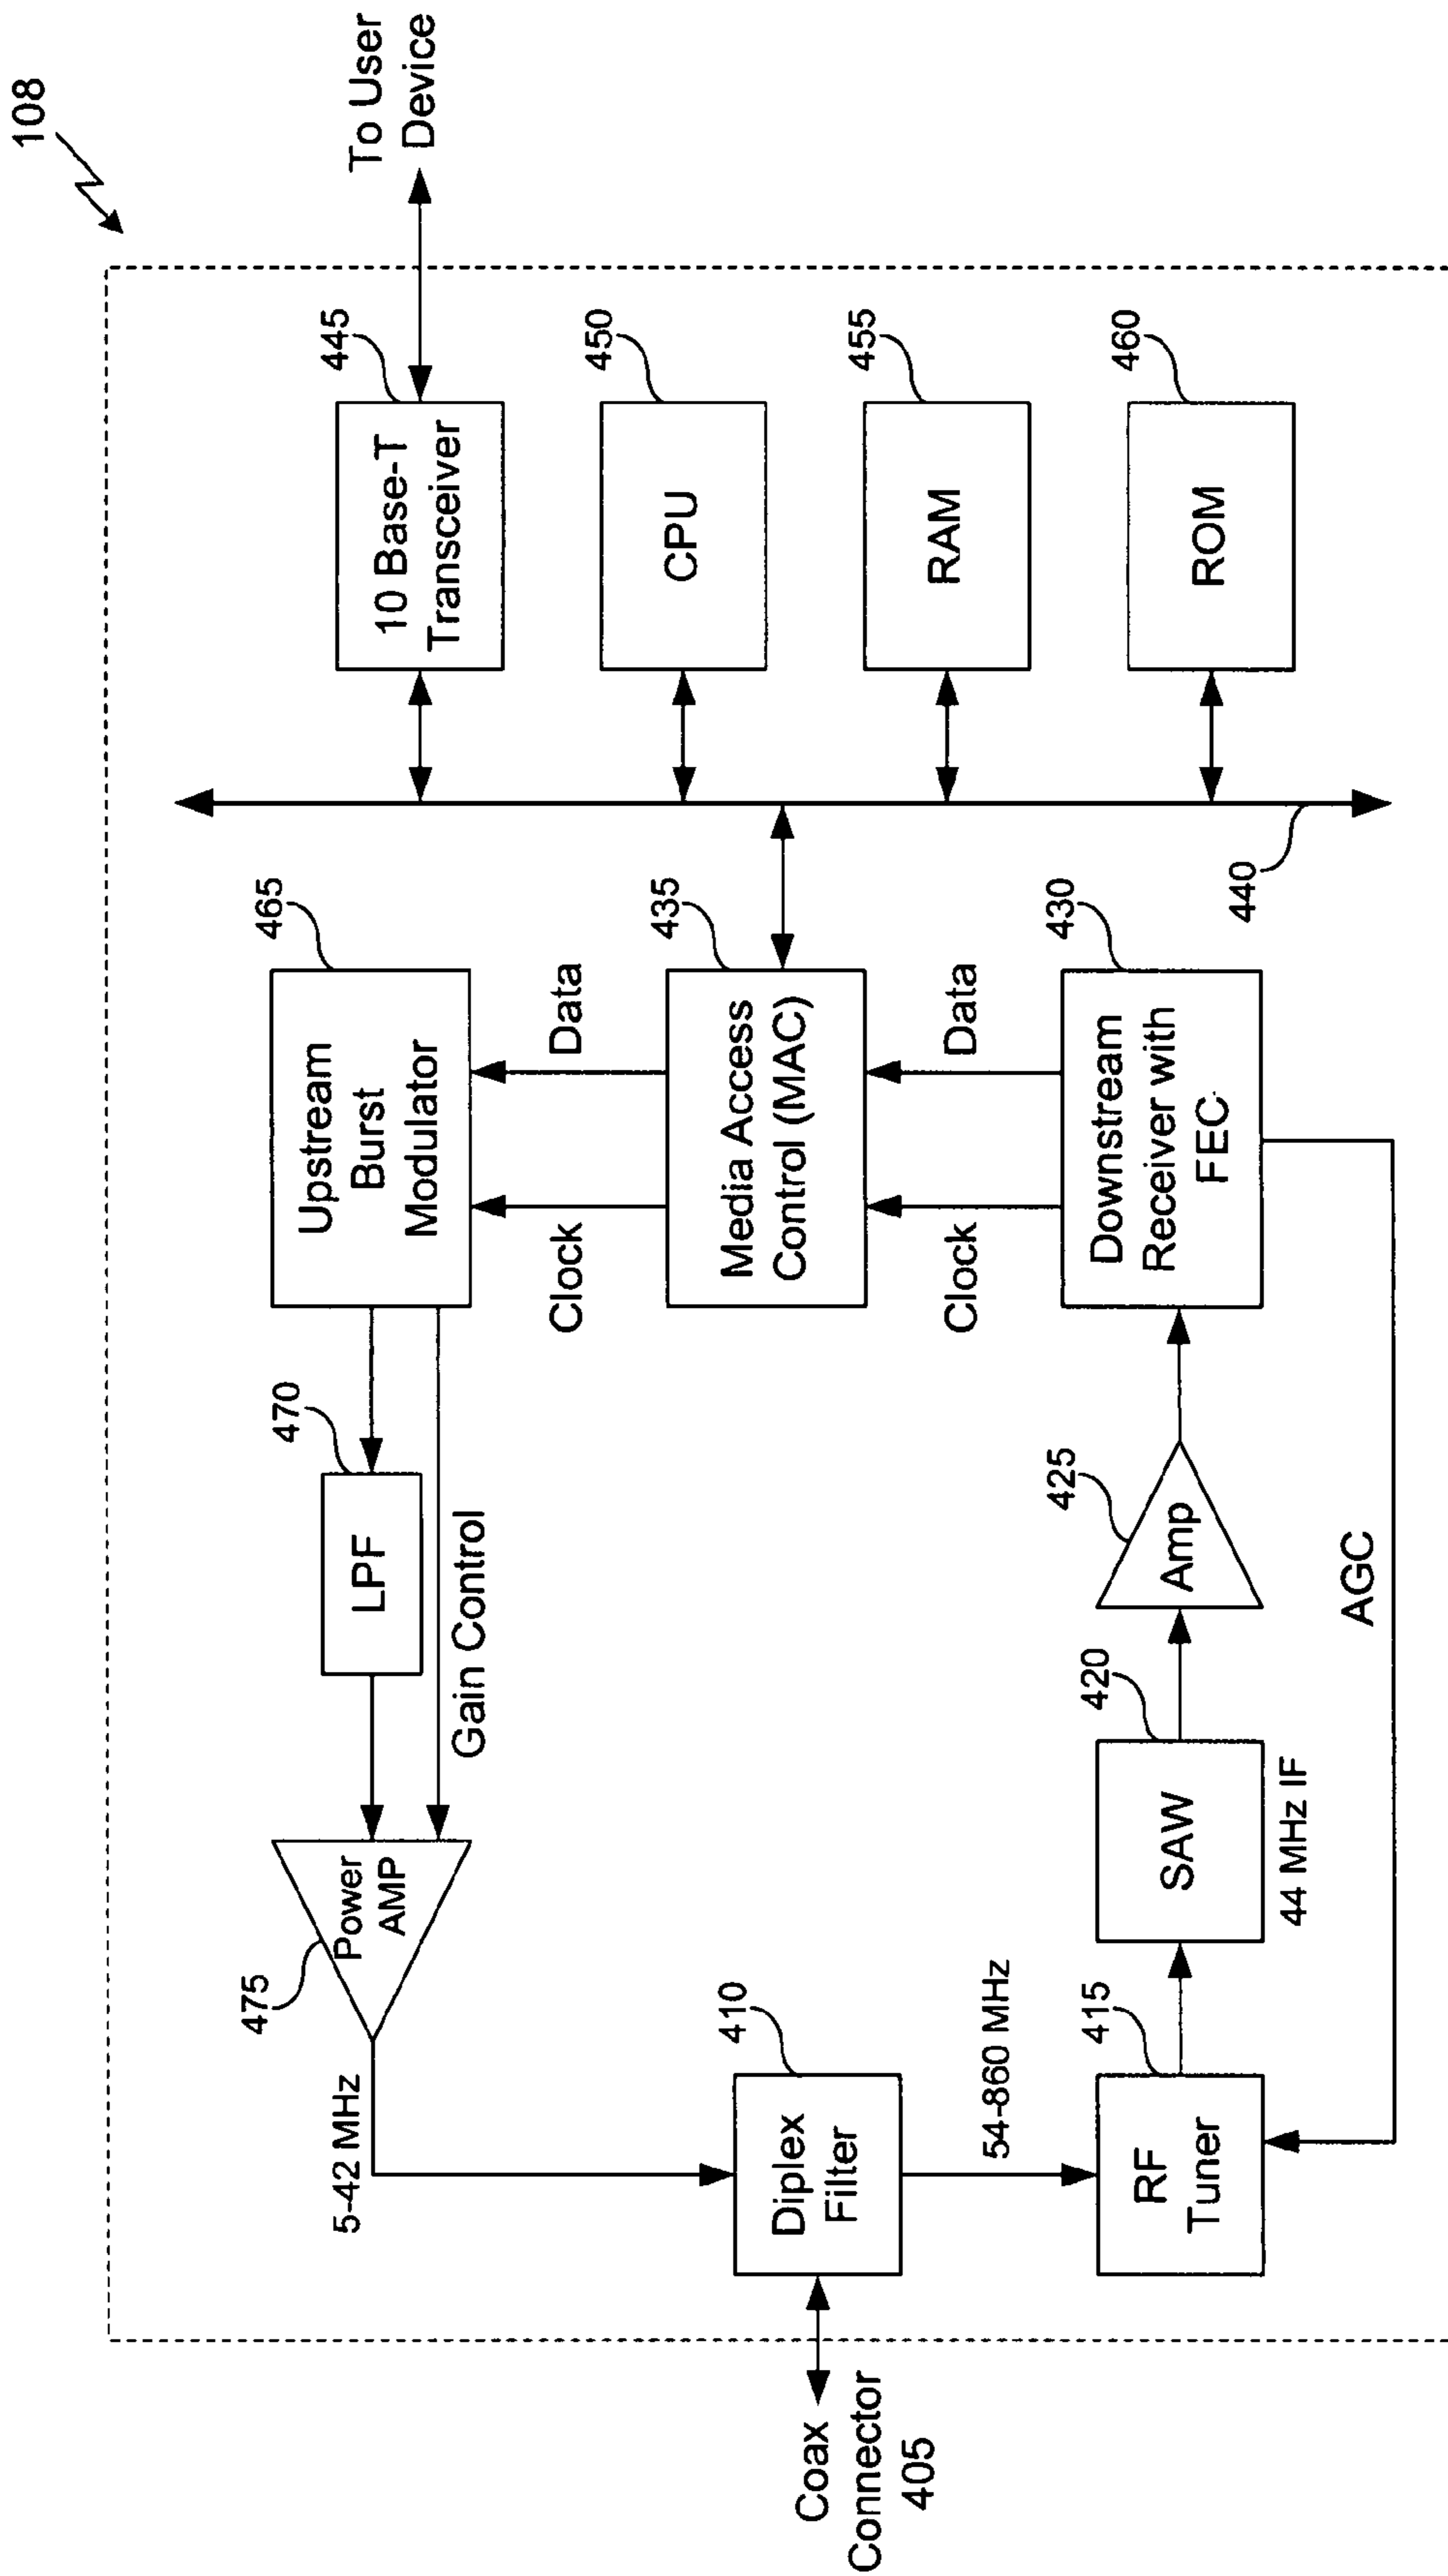 108
To User
Device
465
Upstream
Burst
Modulator
445
10 Base-T
Transceiver
470
LPF
475
Power
AMP
Gain Control
5-42 MHz
Clock
Data
450
CPU
435
Media Access
Control (MAC)
410
Diplex
Filter
Coax
Connector
405
Clock
Data
455
RAM
54-860 MHz
415
RF
Tuner
420
SAW
44 MHz IF
425
Amp
430
Downstream
Receiver with
FEC
460
ROM
440
AGC